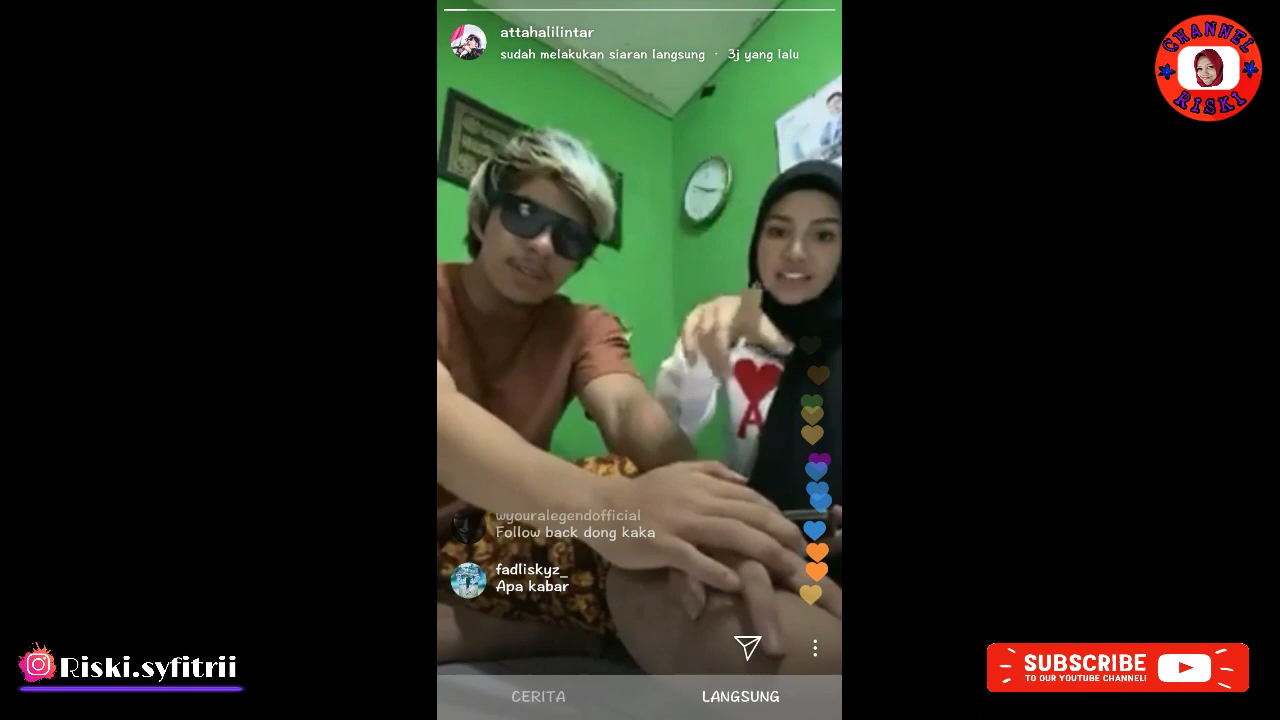 attahalilintar
sudah melakukan siaran langsung · 3j yang lalu
CHANNEL
RISKI
A
wyouralegendofficial
Follow back dong kaka
fadliskyz_
Apa kabar
Riski.syfitrii
SUBSCRIBE
TO OUR YOUTUBE CHANNEL!
CERITA
LANGSUNG